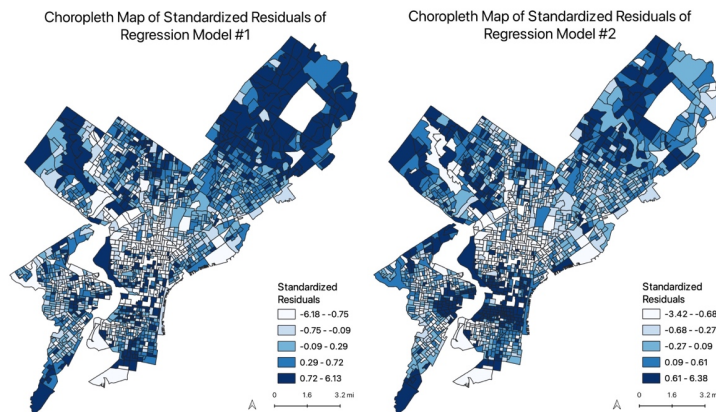 Choropleth Map of Standardized Residuals of
Regression Model #1
Standardized
Residuals
-6.18 - -0.75
-0.75 - -0.09
-0.09 - 0.29
0.29 - 0.72
0.72 - 6.13
0 1.6 3.2 mi
Choropleth Map of Standardized Residuals of
Regression Model #2
Standardized
Residuals
-3.42 - -0.68
-0.68 - -0.27
-0.27 - 0.09
0.09 - 0.61
0.61 - 6.38
0 1.6 3.2 mi